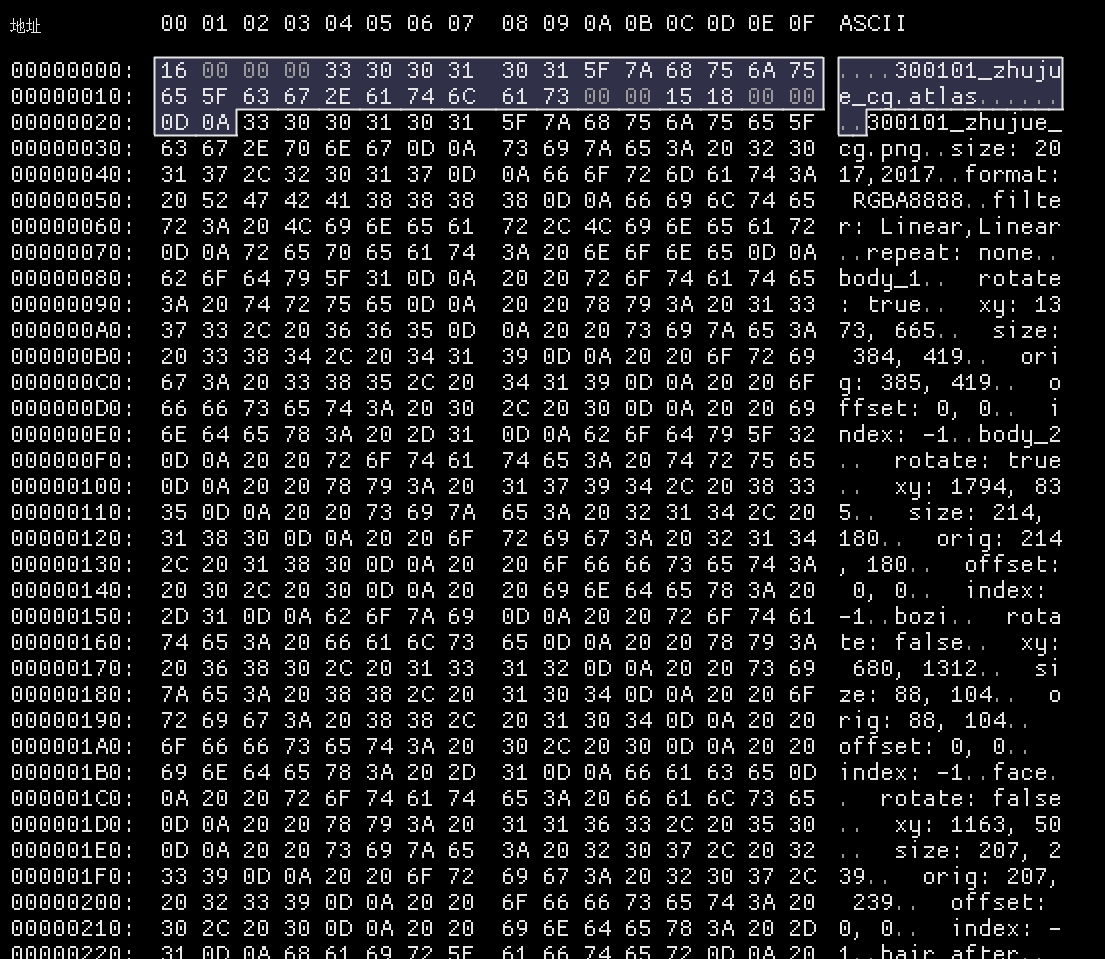 地址 00 01 02 03 04 05 06 07 08 09 0A 0B 0C 0D 0E 0F ASCII
00000000: 16 00 00 00 33 30 30 31 30 31 5F 7A 68 75 6A 75 ....300101_zhuju
00000010: 65 5F 63 67 2E 61 74 6C 61 73 00 00 15 18 00 00 e_cg.atlas......
00000020: 0D 0A 33 30 30 31 30 31 5F 7A 68 75 6A 75 65 5F ..300101_zhujue_
00000030: 63 67 2E 70 6E 67 0D 0A 73 69 7A 65 3A 20 32 30 cg.png..size: 20
00000040: 31 37 2C 32 30 31 37 0D 0A 66 6F 72 6D 61 74 3A 17,2017..format:
00000050: 20 52 47 42 41 38 38 38 38 0D 0A 66 69 6C 74 65  RGBA8888..filte
00000060: 72 3A 20 4C 69 6E 65 61 72 2C 4C 69 6E 65 61 72 r: Linear,Linear
00000070: 0D 0A 72 65 70 65 61 74 3A 20 6E 6F 6E 65 0D 0A ..repeat: none..
00000080: 62 6F 64 79 5F 31 0D 0A 20 20 72 6F 74 61 74 65 body_1..  rotate
00000090: 3A 20 74 72 75 65 0D 0A 20 20 78 79 3A 20 31 33 : true..  xy: 13
000000A0: 37 33 2C 20 36 36 35 0D 0A 20 20 73 69 7A 65 3A 73, 665..  size:
000000B0: 20 33 38 34 2C 20 34 31 39 0D 0A 20 20 6F 72 69  384, 419..  ori
000000C0: 67 3A 20 33 38 35 2C 20 34 31 39 0D 0A 20 20 6F g: 385, 419..  o
000000D0: 66 66 73 65 74 3A 20 30 2C 20 30 0D 0A 20 20 69 ffset: 0, 0..  i
000000E0: 6E 64 65 78 3A 20 2D 31 0D 0A 62 6F 64 79 5F 32 ndex: -1..body_2
000000F0: 0D 0A 20 20 72 6F 74 61 74 65 3A 20 74 72 75 65 ..  rotate: true
00000100: 0D 0A 20 20 78 79 3A 20 31 37 39 34 2C 20 38 33 ..  xy: 1794, 83
00000110: 35 0D 0A 20 20 73 69 7A 65 3A 20 32 31 34 2C 20 5..  size: 214,
00000120: 31 38 30 0D 0A 20 20 6F 72 69 67 3A 20 32 31 34 180..  orig: 214
00000130: 2C 20 31 38 30 0D 0A 20 20 6F 66 66 73 65 74 3A , 180..  offset:
00000140: 20 30 2C 20 30 0D 0A 20 20 69 6E 64 65 78 3A 20  0, 0..  index:
00000150: 2D 31 0D 0A 62 6F 7A 69 0D 0A 20 20 72 6F 74 61 -1..bozi..  rota
00000160: 74 65 3A 20 66 61 6C 73 65 0D 0A 20 20 78 79 3A te: false..  xy:
00000170: 20 36 38 30 2C 20 31 33 31 32 0D 0A 20 20 73 69  680, 1312..  si
00000180: 7A 65 3A 20 38 38 2C 20 31 30 34 0D 0A 20 20 6F ze: 88, 104..  o
00000190: 72 69 67 3A 20 38 38 2C 20 31 30 34 0D 0A 20 20 rig: 88, 104..
000001A0: 6F 66 66 73 65 74 3A 20 30 2C 20 30 0D 0A 20 20 offset: 0, 0..
000001B0: 69 6E 64 65 78 3A 20 2D 31 0D 0A 66 61 63 65 0D index: -1..face.
000001C0: 0A 20 20 72 6F 74 61 74 65 3A 20 66 61 6C 73 65 .  rotate: false
000001D0: 0D 0A 20 20 78 79 3A 20 31 31 36 33 2C 20 35 30 ..  xy: 1163, 50
000001E0: 0D 0A 20 20 73 69 7A 65 3A 20 32 30 37 2C 20 32 ..  size: 207, 2
000001F0: 33 39 0D 0A 20 20 6F 72 69 67 3A 20 32 30 37 2C 39..  orig: 207,
00000200: 20 32 33 39 0D 0A 20 20 6F 66 66 73 65 74 3A 20  239..  offset:
00000210: 30 2C 20 30 0D 0A 20 20 69 6E 64 65 78 3A 20 2D 0, 0..  index: -
00000220: 31 0D 0A 68 61 69 72 5F 61 66 74 65 72 0D 0A 20 1..hair_after..